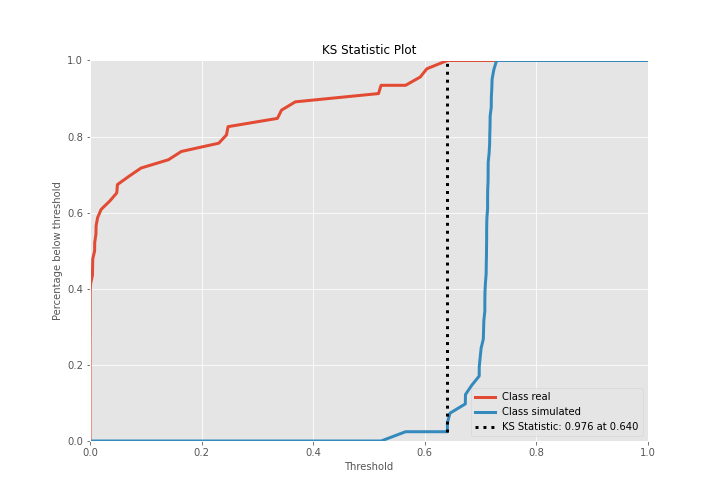 KS Statistic Plot
Percentage below threshold
1.0
0.8
0.6
0.4
0.2
0.0
0.0 0.2 0.4 0.6 0.8 1.0
Threshold
Class real
Class simulated
KS Statistic: 0.976 at 0.640